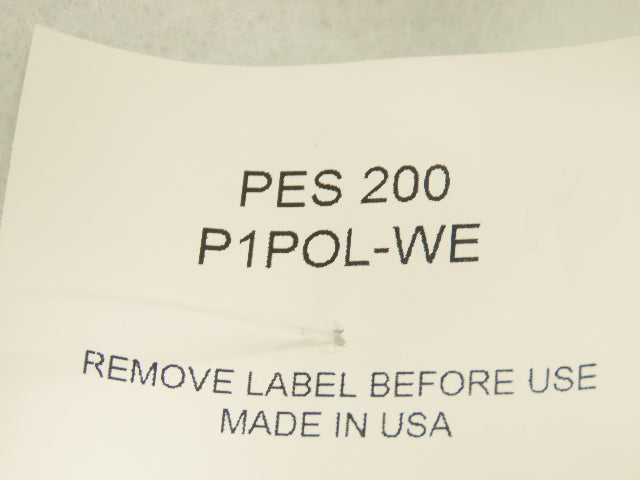 PES 200
P1POL-WE
REMOVE LABEL BEFORE USE
MADE IN USA